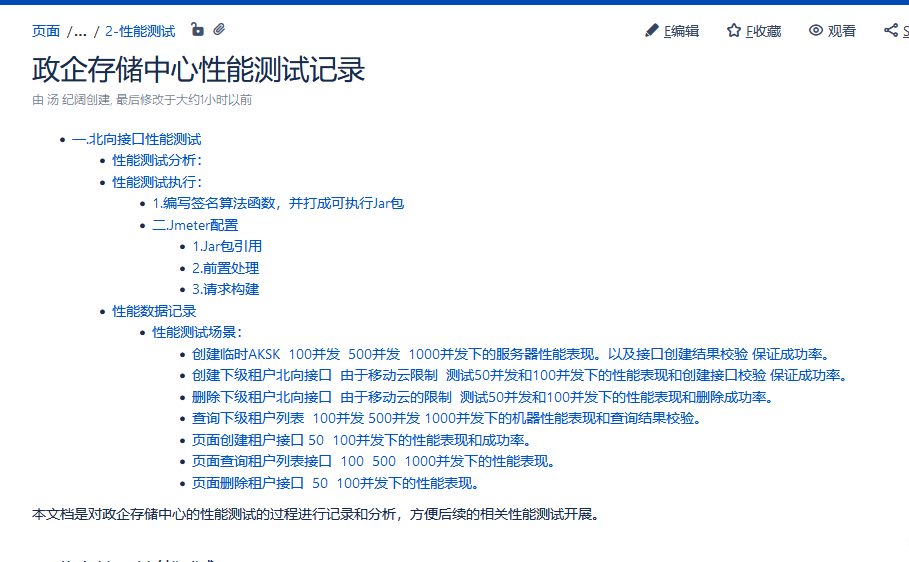 页面 /... / 2-性能测试
E编辑 F收藏 观看 S
政企存储中心性能测试记录
由 汤 纪阔创建, 最后修改于大约1小时以前
一.北向接口性能测试
性能测试分析：
性能测试执行：
1.编写签名算法函数，并打成可执行Jar包
二.Jmeter配置
1.Jar包引用
2.前置处理
3.请求构建
性能数据记录
性能测试场景：
创建临时AKSK 100并发 500并发 1000并发下的服务器性能表现。以及接口创建结果校验 保证成功率。
创建下级租户北向接口 由于移动云限制 测试50并发和100并发下的性能表现和创建接口校验 保证成功率。
删除下级租户北向接口 由于移动云的限制 测试50并发和100并发下的性能表现和删除成功率。
查询下级租户列表 100并发 500并发 1000并发下的机器性能表现和查询结果校验。
页面创建租户接口 50 100并发下的性能表现和成功率。
页面查询租户列表接口 100 500 1000并发下的性能表现。
页面删除租户接口 50 100并发下的性能表现。
本文档是对政企存储中心的性能测试的过程进行记录和分析，方便后续的相关性能测试开展。